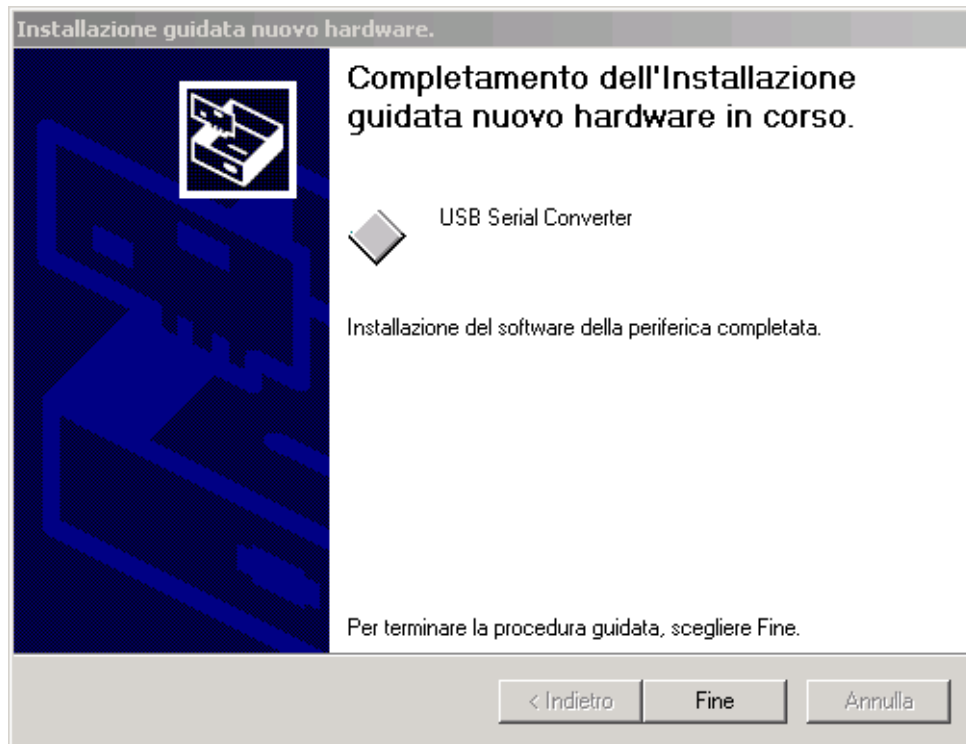 Installazione guidata nuovo hardware.
Completamento dell'Installazione
guidata nuovo hardware in corso.
USB Serial Converter
Installazione del software della periferica completata.
Per terminare la procedura guidata, scegliere Fine.
< Indietro
Fine
Annulla